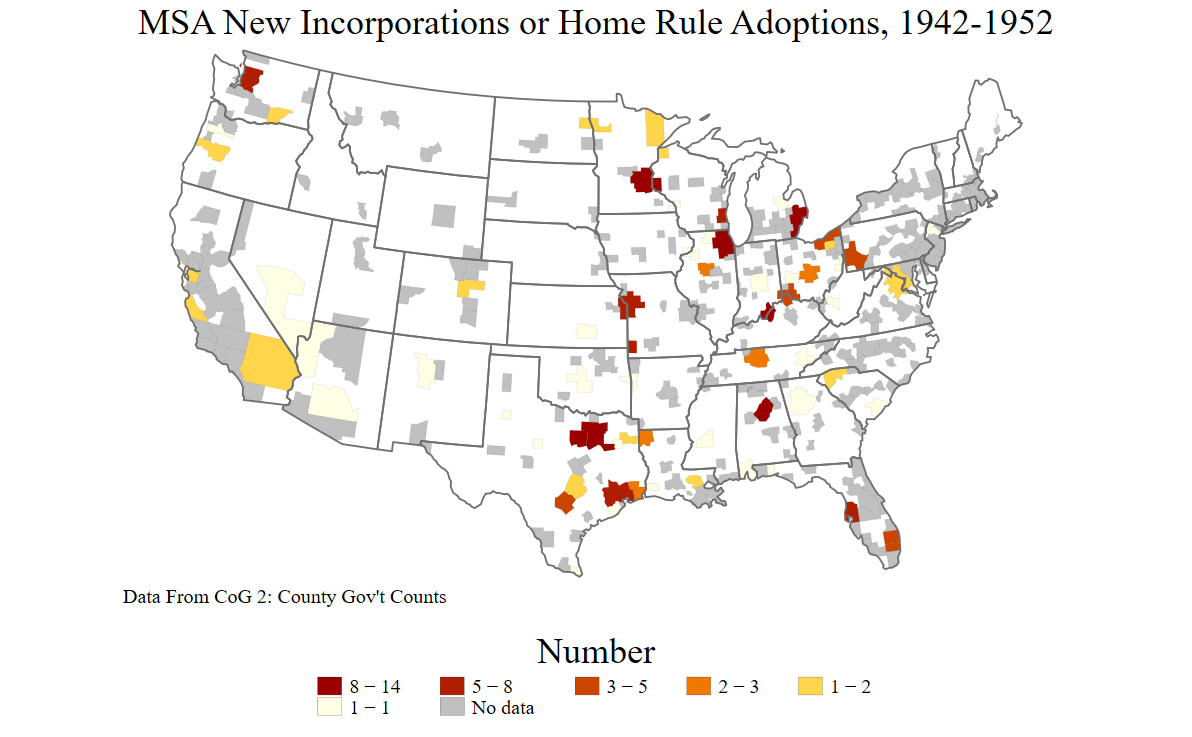 MSA New Incorporations or Home Rule Adoptions, 1942-1952
Data From CoG 2: County Gov't Counts
Number
8 − 14 5 − 8 3 − 5 2 − 3 1 − 2
1 − 1 No data